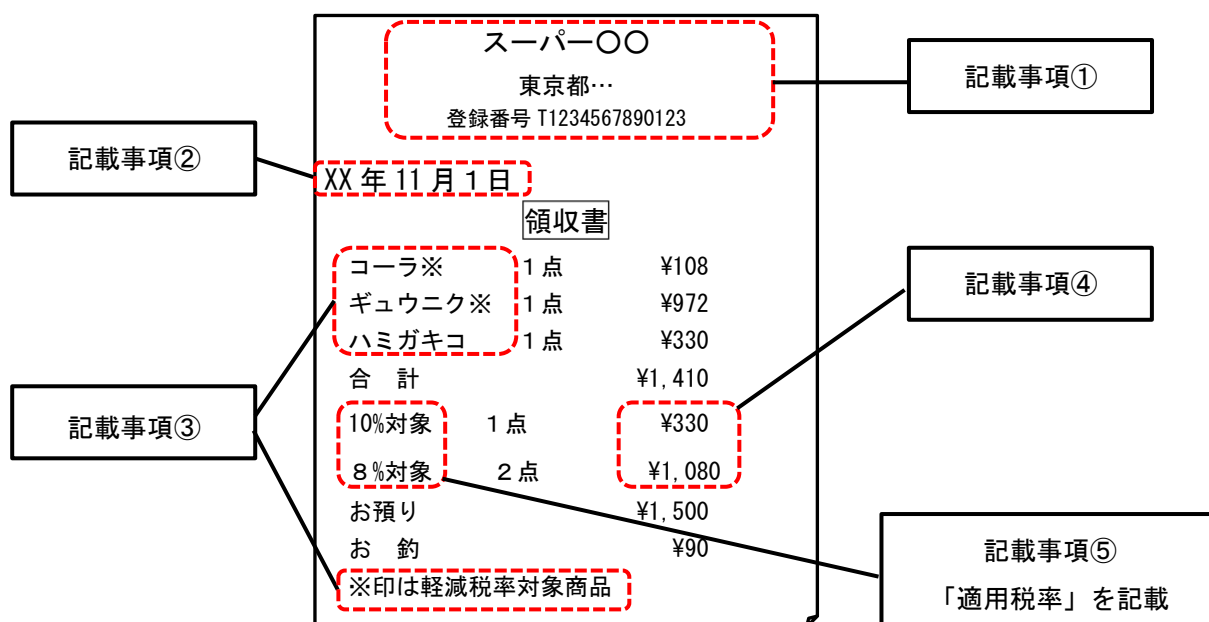 スーパー〇〇
東京都…
登録番号 T1234567890123
記載事項①
記載事項②
XX 年 11 月 1 日
領収書
コーラ※ 1 点 ¥108
ギュウニク※ 1 点 ¥972
ハミガキコ 1 点 ¥330
合 計 ¥1,410
10%対象 1 点 ¥330
8%対象 2 点 ¥1,080
お預り ¥1,500
お 釣 ¥90
※印は軽減税率対象商品
記載事項③
記載事項④
記載事項⑤
「適用税率」を記載